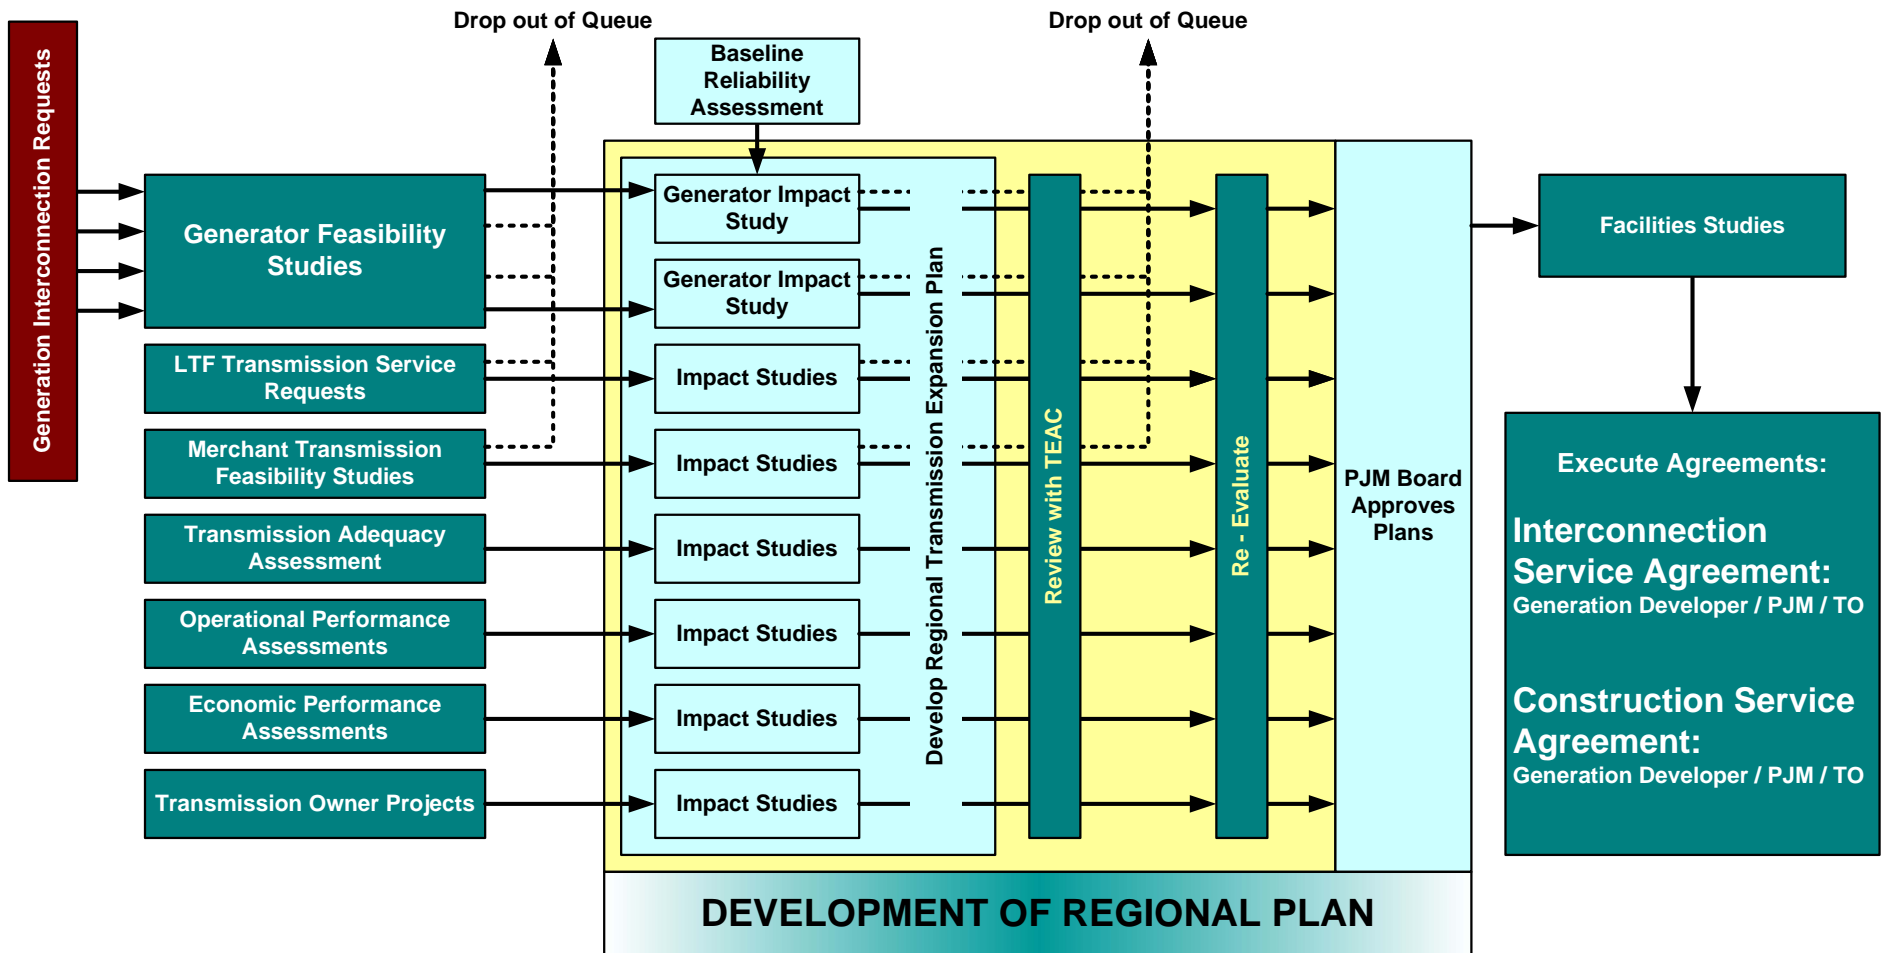 Drop out of Queue
Drop out of Queue
Generation Interconnection Requests
Baseline
Reliability
Assessment
Generator Feasibility
Studies
LTF Transmission Service
Requests
Merchant Transmission
Feasibility Studies
Transmission Adequacy
Assessment
Operational Performance
Assessments
Economic Performance
Assessments
Transmission Owner Projects
Generator Impact
Study
Generator Impact
Study
Impact Studies
Impact Studies
Impact Studies
Impact Studies
Impact Studies
Impact Studies
Develop Regional Transmission Expansion Plan
Review with TEAC
Re - Evaluate
PJM Board
Approves
Plans
Facilities Studies
Execute Agreements:
Interconnection
Service Agreement:
Generation Developer / PJM / TO
Construction Service
Agreement:
Generation Developer / PJM / TO
DEVELOPMENT OF REGIONAL PLAN